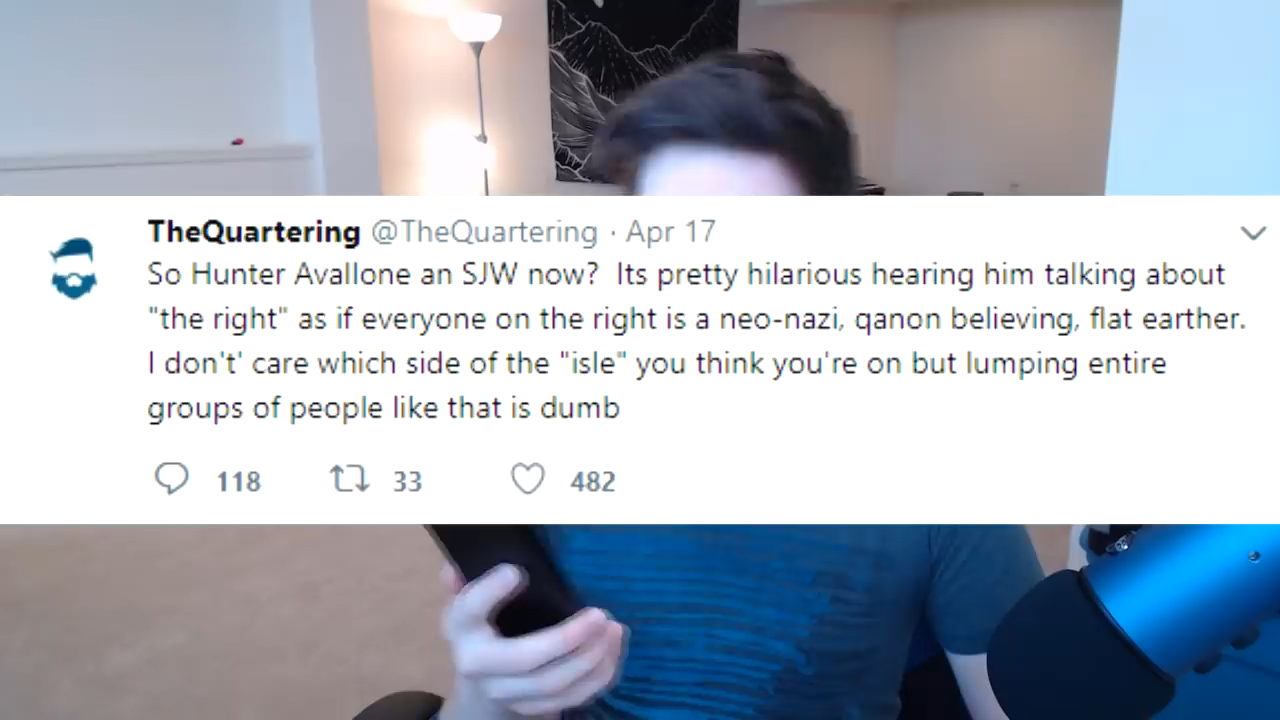 TheQuartering @TheQuartering · Apr 17
So Hunter Avallone an SJW now?  Its pretty hilarious hearing him talking about
"the right" as if everyone on the right is a neo-nazi, qanon believing, flat earther.
I don't' care which side of the "isle" you think you're on but lumping entire
groups of people like that is dumb
118 33 482